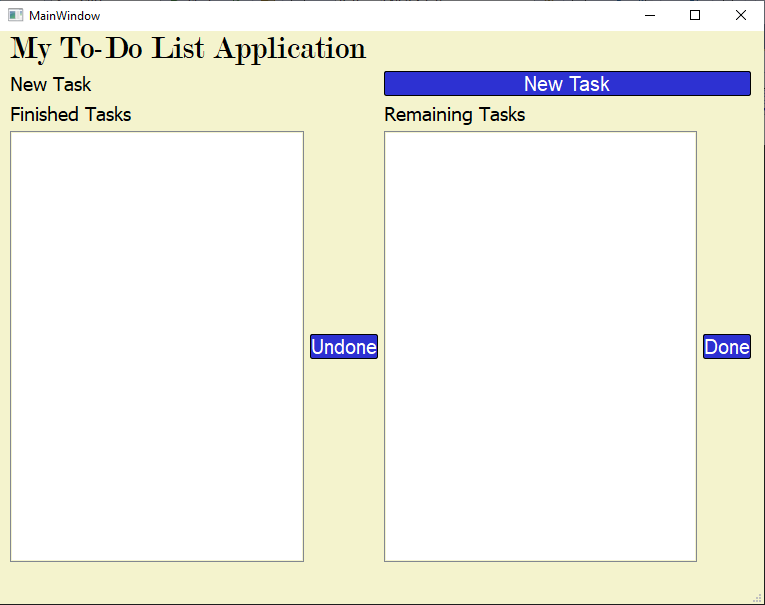 MainWindow
My To-Do List Application
New Task New Task
Finished Tasks Remaining Tasks
Undone Done